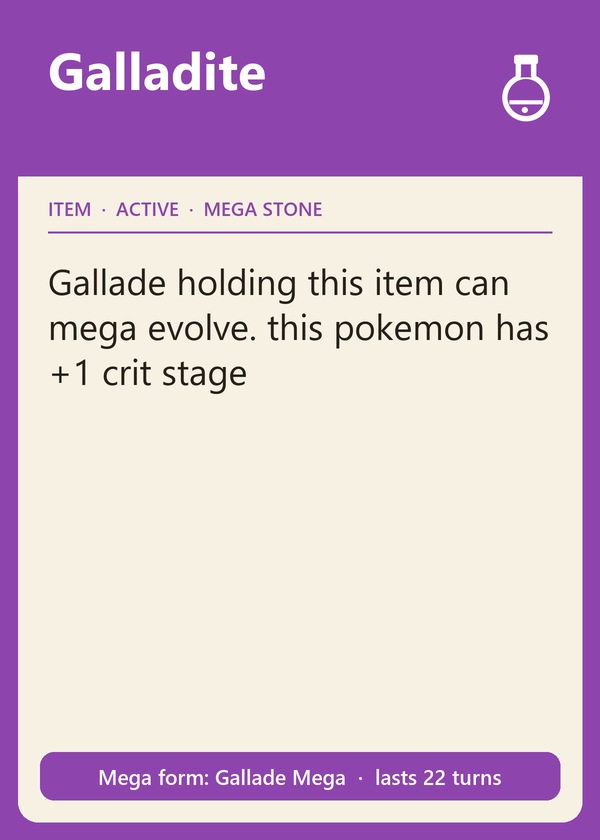 Galladite
ITEM · ACTIVE · MEGA STONE
Gallade holding this item can
mega evolve. this pokemon has
+1 crit stage
Mega form: Gallade Mega · lasts 22 turns